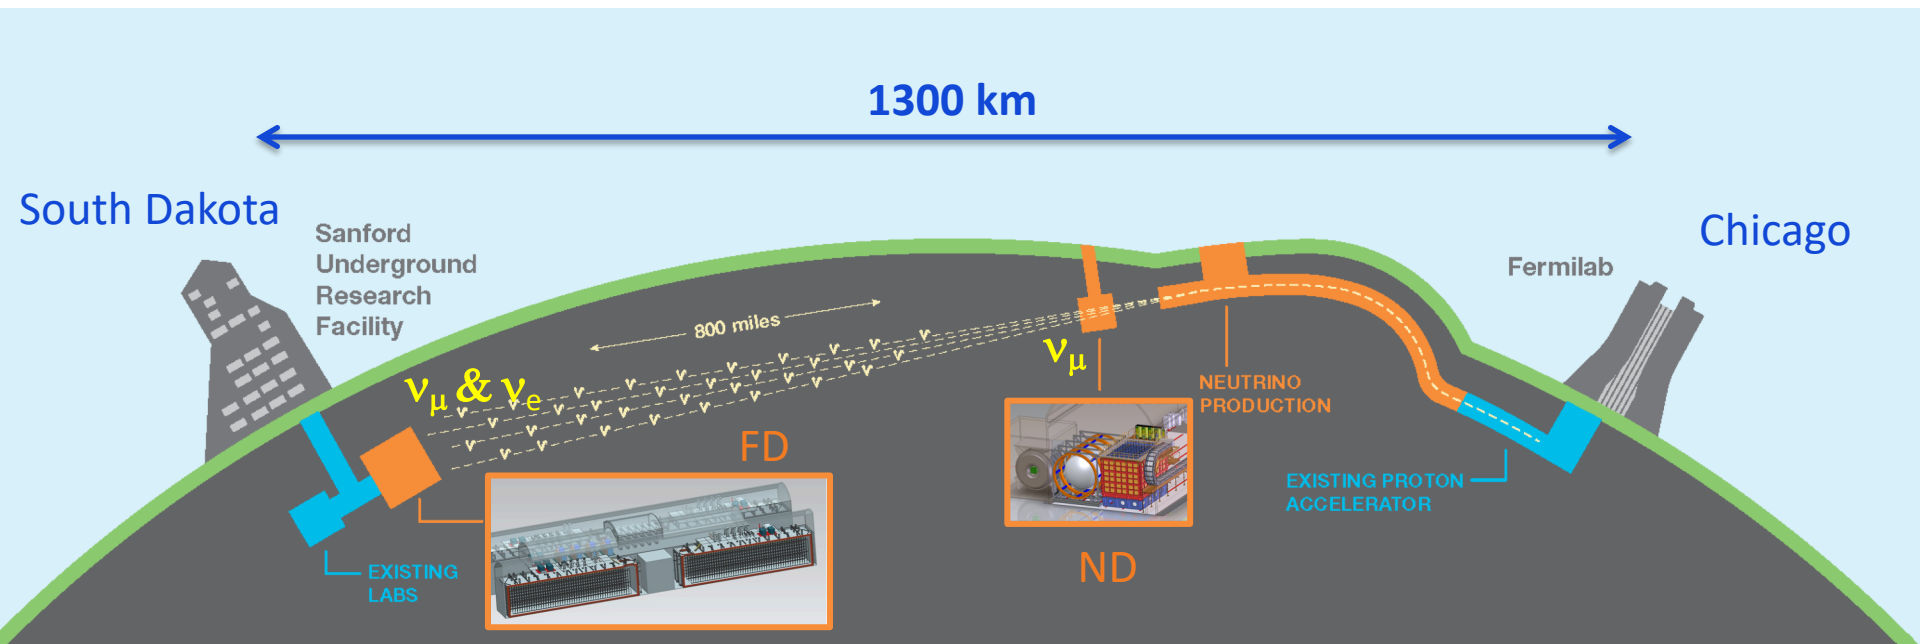 1300 km
South Dakota
Chicago
Sanford
Underground
Research
Facility
Fermilab
800 miles
νμ & νe
νμ
NEUTRINO
PRODUCTION
FD
EXISTING PROTON
ACCELERATOR
ND
EXISTING
LABS